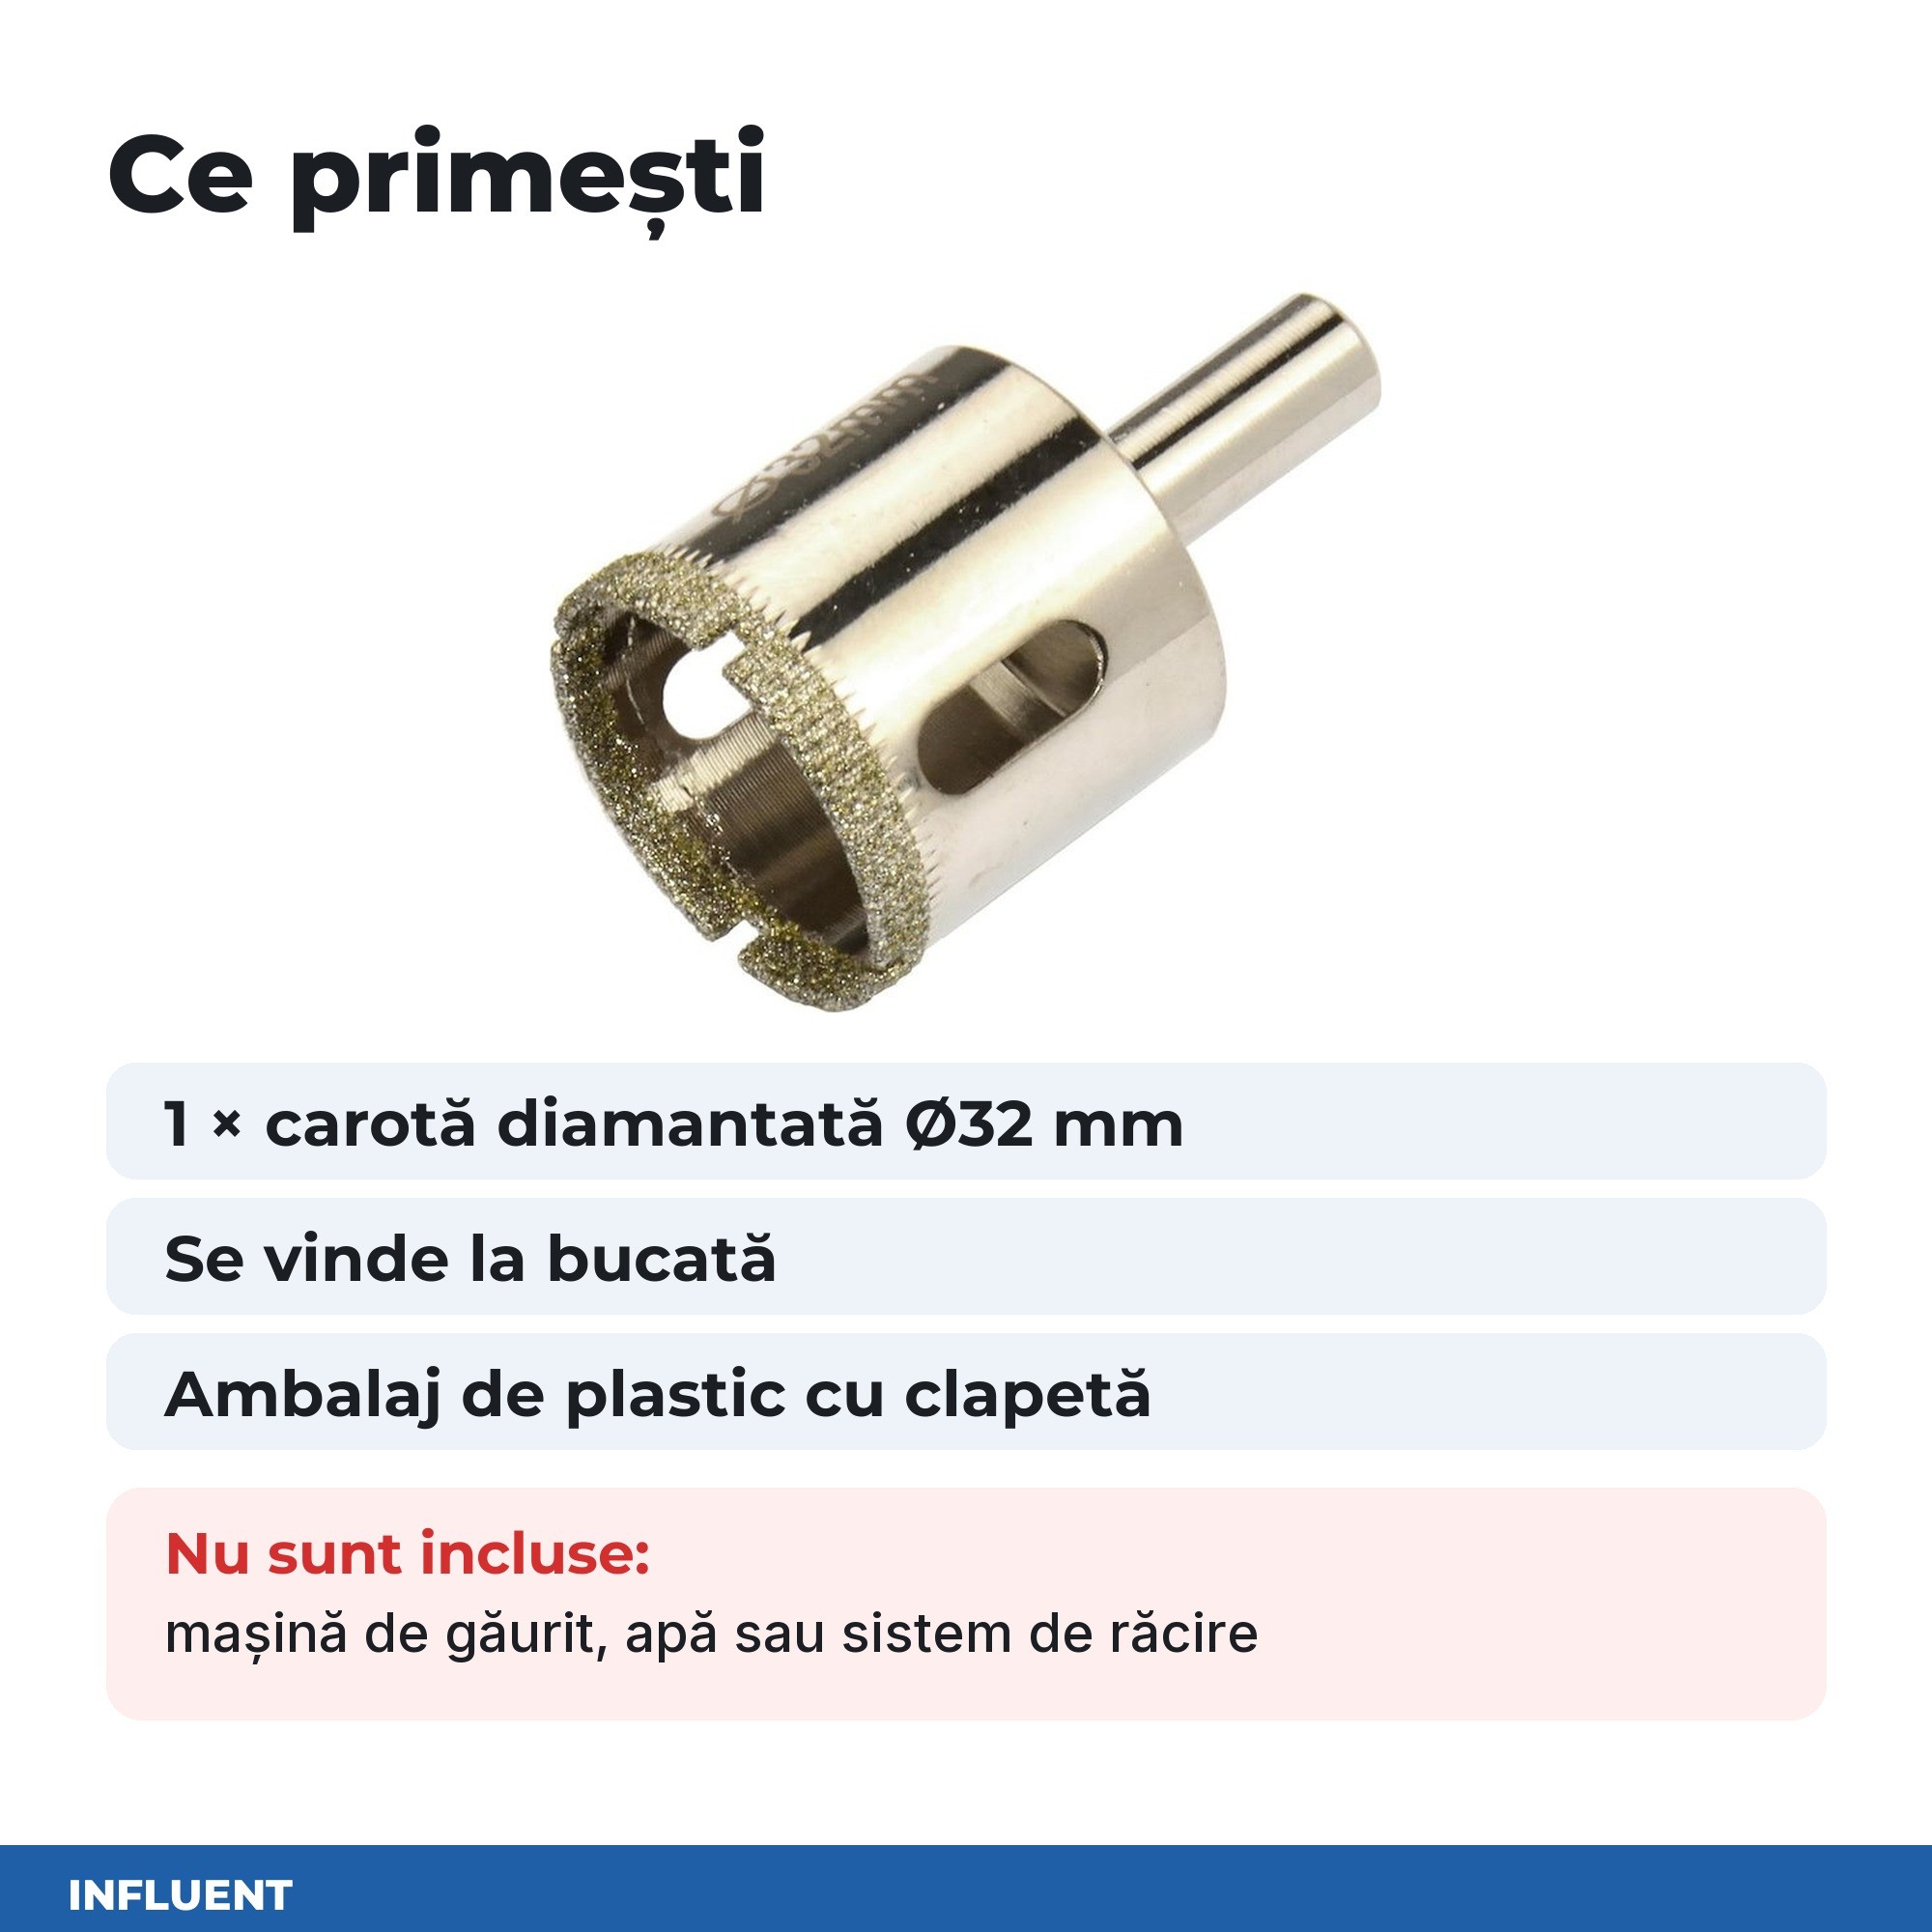 Ce primești
Ø32mm
1 × carotă diamantată Ø32 mm
Se vinde la bucată
Ambalaj de plastic cu clapetă
Nu sunt incluse:
mașină de găurit, apă sau sistem de răcire
INFLUENT